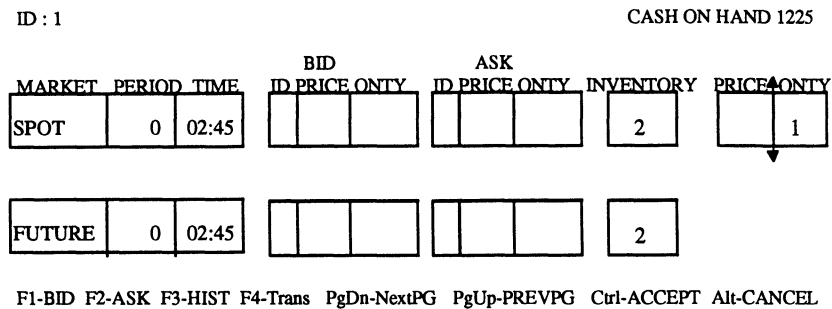 ID : 1 CASH ON HAND 1225
BID ASK
MARKET PERIOD TIME ID PRICE QNTY ID PRICE QNTY INVENTORY PRICE QNTY
SPOT 0 02:45 2 1
FUTURE 0 02:45 2
F1-BID F2-ASK F3-HIST F4-Trans PgDn-NextPG PgUp-PREVPG Ctrl-ACCEPT Alt-CANCEL